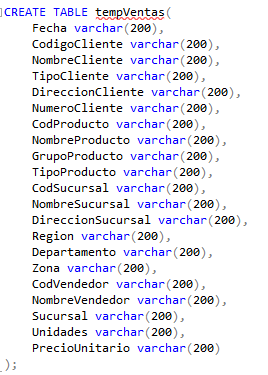 CREATE TABLE tempVentas(
Fecha varchar(200),
CodigoCliente varchar(200),
NombreCliente varchar(200),
TipoCliente varchar(200),
DireccionCliente varchar(200),
NumeroCliente varchar(200),
CodProducto varchar(200),
NombreProducto varchar(200),
GrupoProducto varchar(200),
TipoProducto varchar(200),
CodSucursal varchar(200),
NombreSucursal varchar(200),
DireccionSucursal varchar(200),
Region varchar(200),
Departamento varchar(200),
Zona varchar(200),
CodVendedor varchar(200),
NombreVendedor varchar(200),
Sucursal varchar(200),
Unidades varchar(200),
PrecioUnitario varchar(200)
);